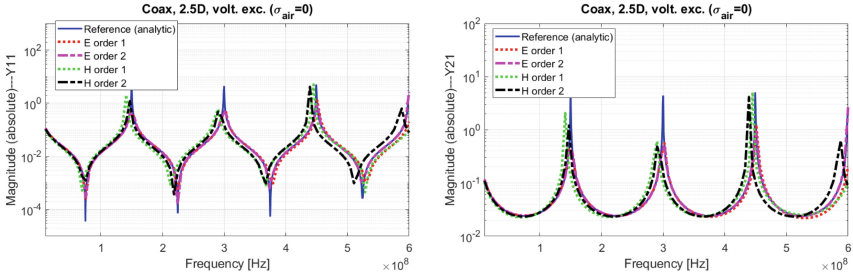 Coax, 2.5D, volt. exc. (σair=0)
Magnitude (absolute)---Y11
10^2
10^0
10^-2
10^-4
Reference (analytic)
E order 1
E order 2
H order 1
H order 2
1 2 3 4 5 6
Frequency [Hz]
×10^8
Coax, 2.5D, volt. exc. (σair=0)
Magnitude (absolute)---Y21
10^2
10^1
10^0
10^-1
10^-2
Reference (analytic)
E order 1
E order 2
H order 1
H order 2
1 2 3 4 5 6
Frequency [Hz]
×10^8